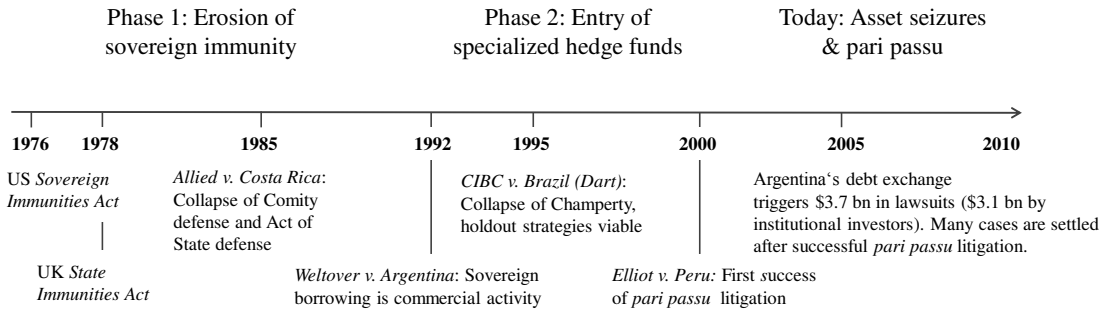 Phase 1: Erosion of
sovereign immunity
Phase 2: Entry of
specialized hedge funds
Today: Asset seizures
& pari passu
1976
1978
1985
1992
1995
2000
2005
2010
US Sovereign
Immunities Act
UK State
Immunities Act
Allied v. Costa Rica:
Collapse of Comity
defense and Act of
State defense
Weltover v. Argentina: Sovereign
borrowing is commercial activity
CIBC v. Brazil (Dart):
Collapse of Champerty,
holdout strategies viable
Elliot v. Peru: First success
of pari passu litigation
Argentina‘s debt exchange
triggers $3.7 bn in lawsuits ($3.1 bn by
institutional investors). Many cases are settled
after successful pari passu litigation.